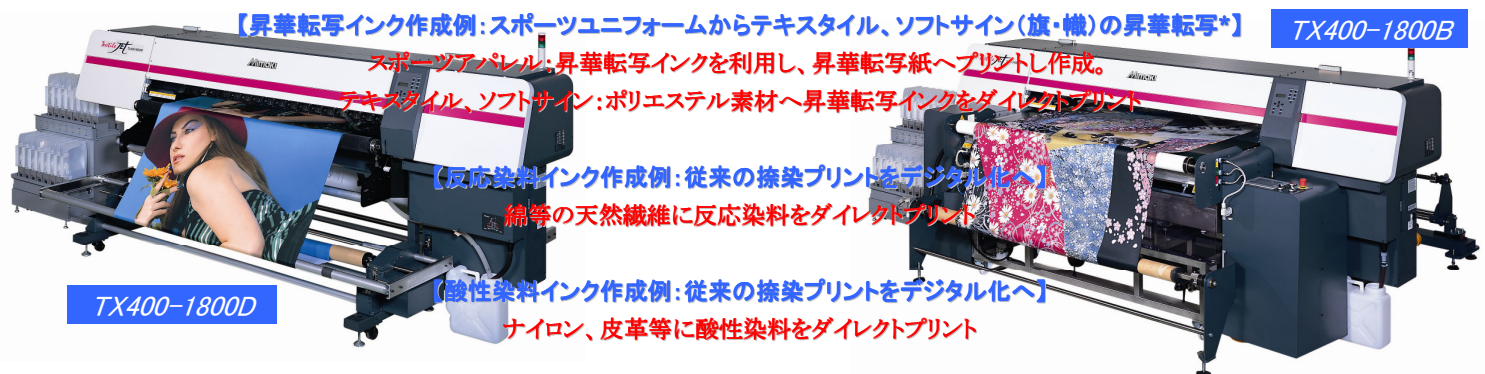 【昇華転写インク作成例：スポーツユニフォームからテキスタイル、ソフトサイン（旗・幟）の昇華転写*】
TX400-1800B
スポーツアパレル：昇華転写インクを利用し、昇華転写紙へプリントし作成。
テキスタイル、ソフトサイン：ポリエステル素材へ昇華転写インクをダイレクトプリント
Mimaki
Mimaki
【反応染料インク作成例：従来の捺染プリントをデジタル化へ】
綿等の天然繊維に反応染料をダイレクトプリント
【酸性染料インク作成例：従来の捺染プリントをデジタル化へ】
TX400-1800D
ナイロン、皮革等に酸性染料をダイレクトプリント